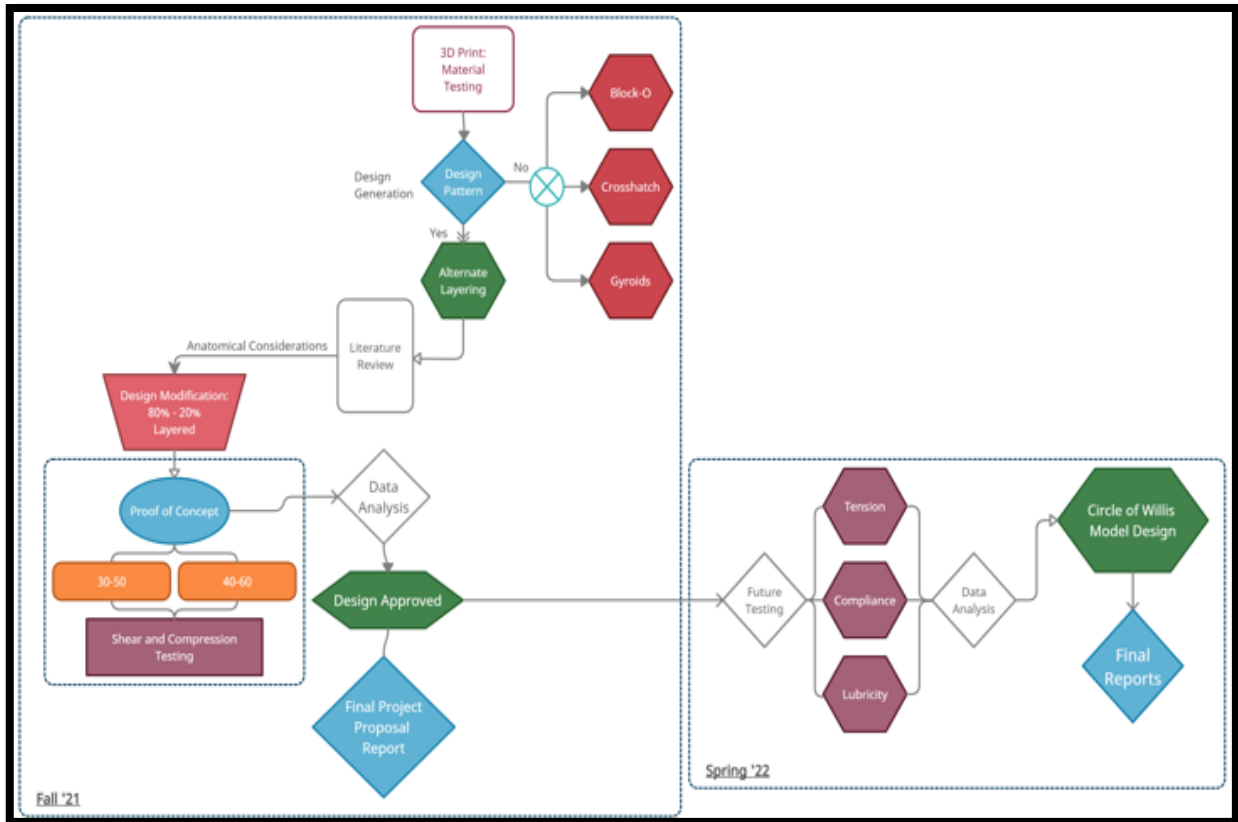 3D Print:
Material
Testing
Block-O
Design
Generation
Design
Pattern
No
Crosshatch
Yes
Alternate
Layering
Gyroids
Anatomical Considerations
Literature
Review
Design Modification:
80% - 20%
Layered
Proof of Concept
Data
Analysis
30-50
40-60
Shear and Compression
Testing
Design Approved
Final Project
Proposal
Report
Fall '21
Tension
Future
Testing
Compliance
Lubricity
Data
Analysis
Circle of Willis
Model Design
Final
Reports
Spring '22